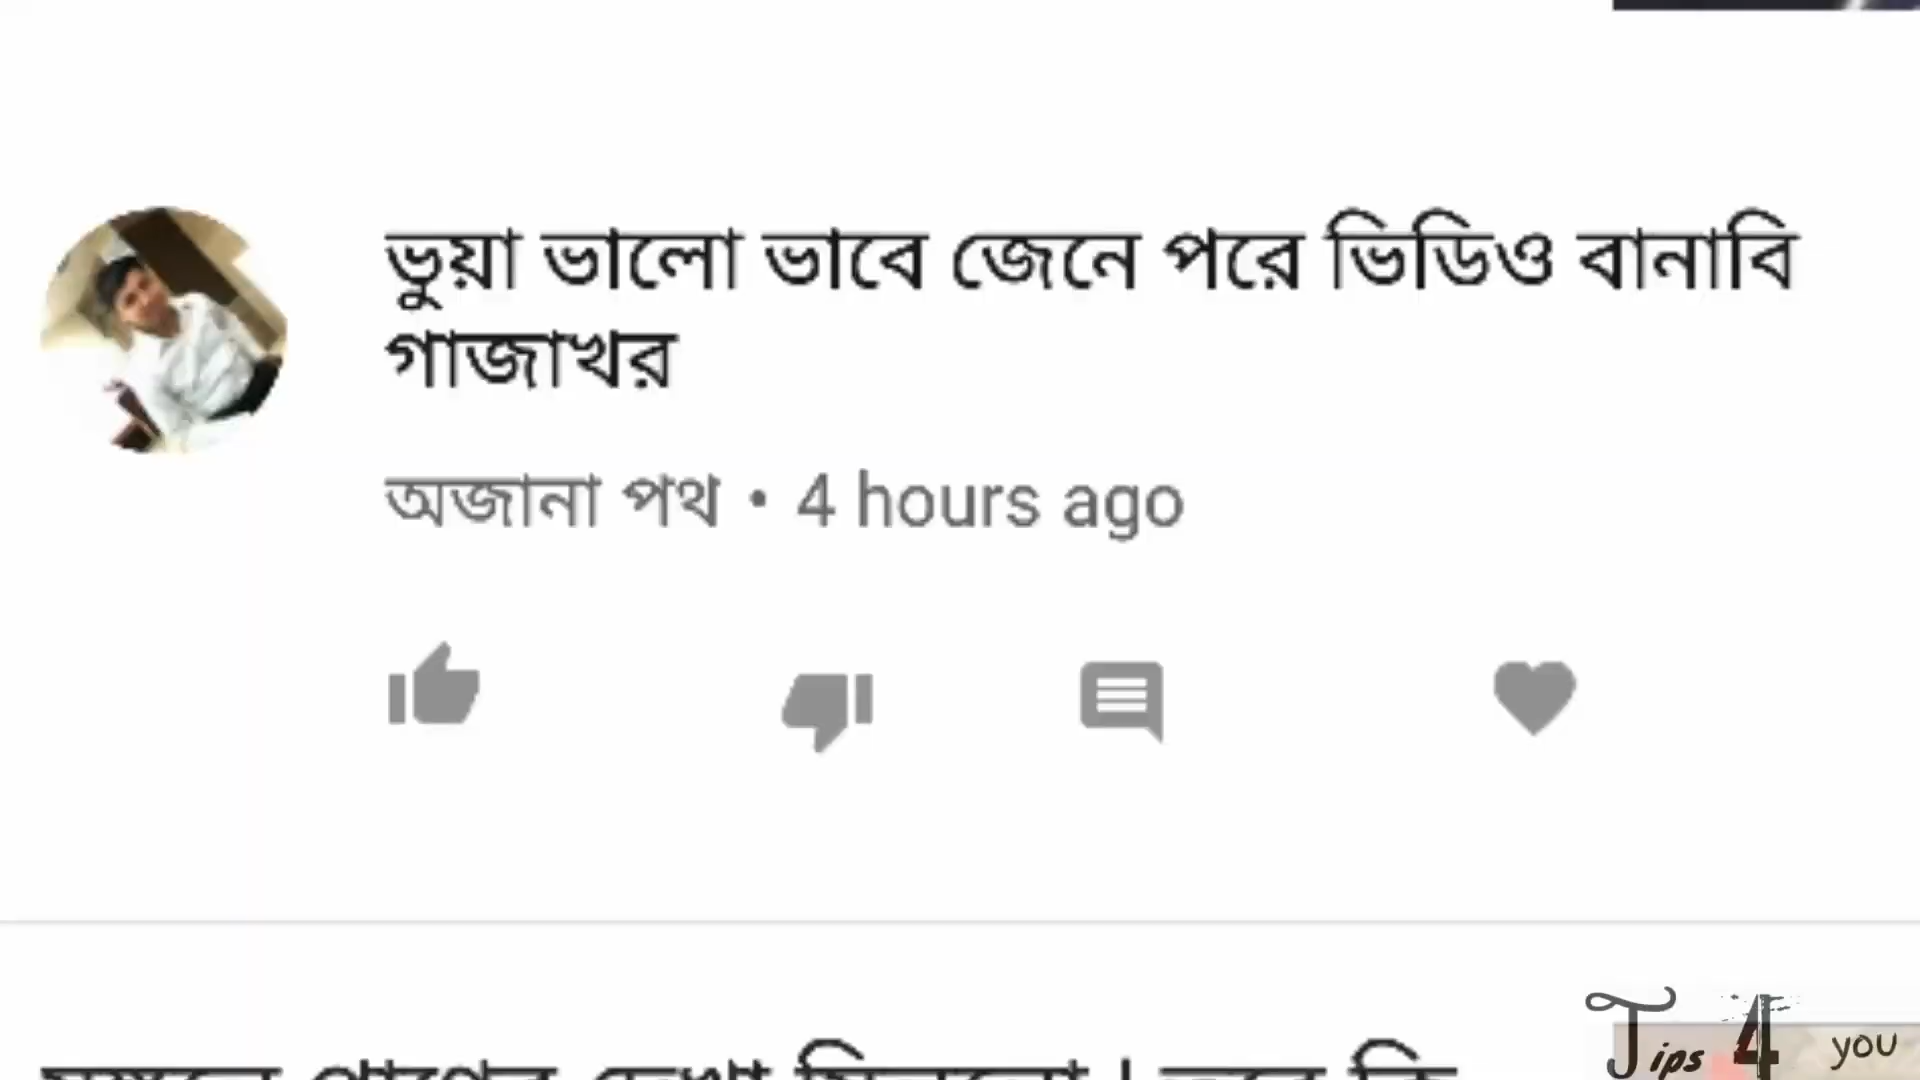 ভুয়া ভালো ভাবে জেনে পরে ভিডিও বানাবি
গাজাখর
অজানা পথ • 4 hours ago
Tips 4 you